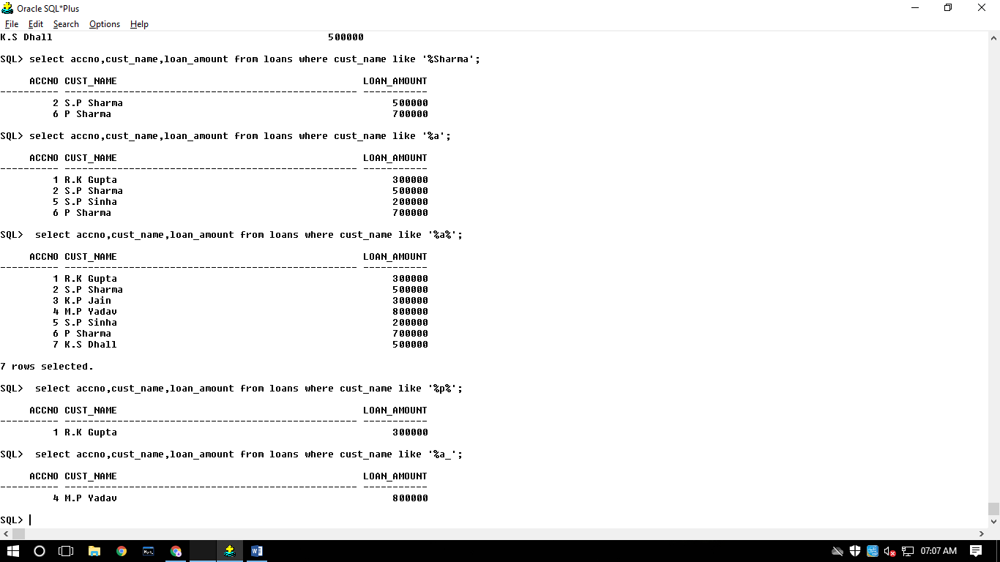 Oracle SQL*Plus
File Edit Search Options Help
K.S Dhall 500000
SQL> select accno,cust_name,loan_amount from loans where cust_name like '%Sharma';
ACCNO CUST_NAME LOAN_AMOUNT
---------- -------------------------------------------------- -----------
2 S.P Sharma 500000
6 P Sharma 700000
SQL> select accno,cust_name,loan_amount from loans where cust_name like '%a';
ACCNO CUST_NAME LOAN_AMOUNT
---------- -------------------------------------------------- -----------
1 R.K Gupta 300000
2 S.P Sharma 500000
5 S.P Sinha 200000
6 P Sharma 700000
SQL>  select accno,cust_name,loan_amount from loans where cust_name like '%a%';
ACCNO CUST_NAME LOAN_AMOUNT
---------- -------------------------------------------------- -----------
1 R.K Gupta 300000
2 S.P Sharma 500000
3 K.P Jain 300000
4 M.P Yadav 800000
5 S.P Sinha 200000
6 P Sharma 700000
7 K.S Dhall 500000
7 rows selected.
SQL>  select accno,cust_name,loan_amount from loans where cust_name like '%p%';
ACCNO CUST_NAME LOAN_AMOUNT
---------- -------------------------------------------------- -----------
1 R.K Gupta 300000
SQL>  select accno,cust_name,loan_amount from loans where cust_name like '%a_';
ACCNO CUST_NAME LOAN_AMOUNT
---------- -------------------------------------------------- -----------
4 M.P Yadav 800000
SQL>
07:07 AM